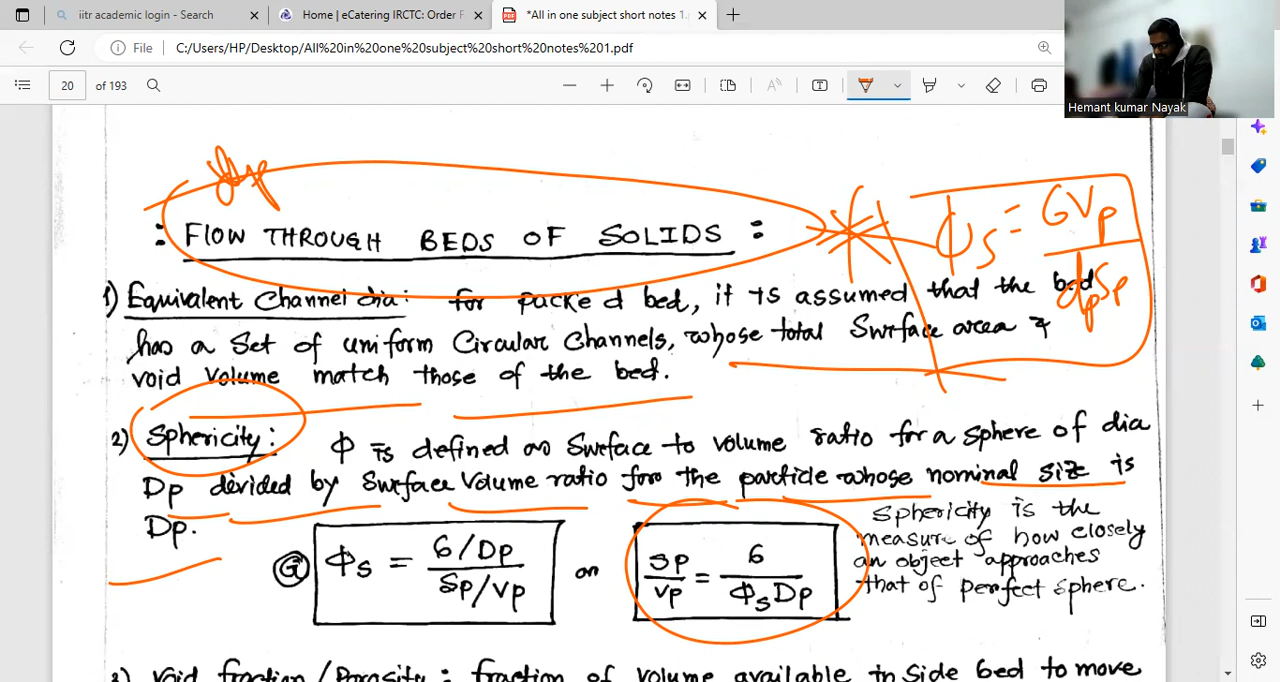 iitr academic login - Search
Home | eCatering IRCTC: Order F
*All in one subject short notes 1.p
File
C:/Users/HP/Desktop/All%20in%20one%20subject%20short%20notes%201.pdf
20 of 193
Hemant kumar Nayak
: FLOW THROUGH BEDS OF SOLIDS :
ϕs = 6Vp / dpSp
1) Equivalent Channel dia: for packed bed, it is assumed that the bed
has a Set of uniform Circular Channels, whose total Surface area &
void volume match those of the bed.
2) Sphericity: ϕ is defined as Surface to volume ratio for a sphere of dia
Dp devided by Surface volume ratio for the particle whose nominal size is
Dp.
G ϕs = 6/Dp / Sp/Vp or Sp/Vp = 6 / ϕsDp
Sphericity is the
measure of how closely
an object approaches
that of perfect sphere.
3) Void fraction/Porosity: fraction of volume available inside bed to move